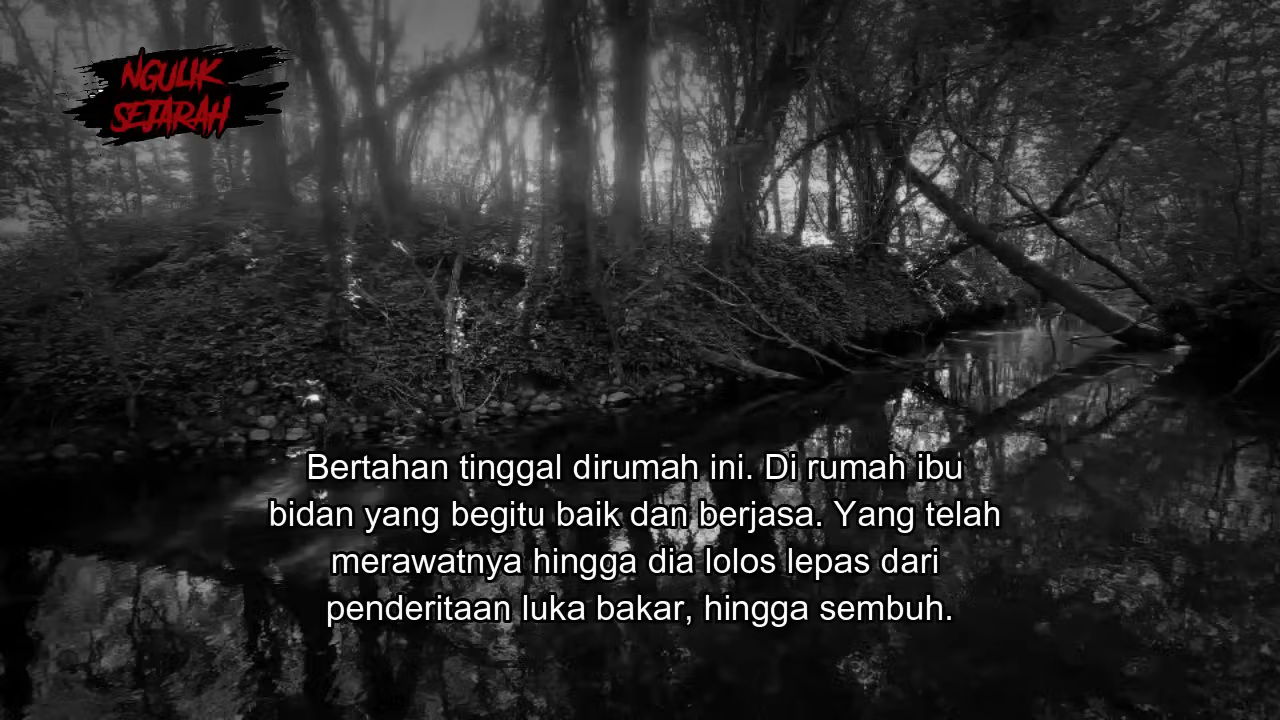 NGULIK
SEJARAH
Bertahan tinggal dirumah ini. Di rumah ibu
bidan yang begitu baik dan berjasa. Yang telah
merawatnya hingga dia lolos lepas dari
penderitaan luka bakar, hingga sembuh.